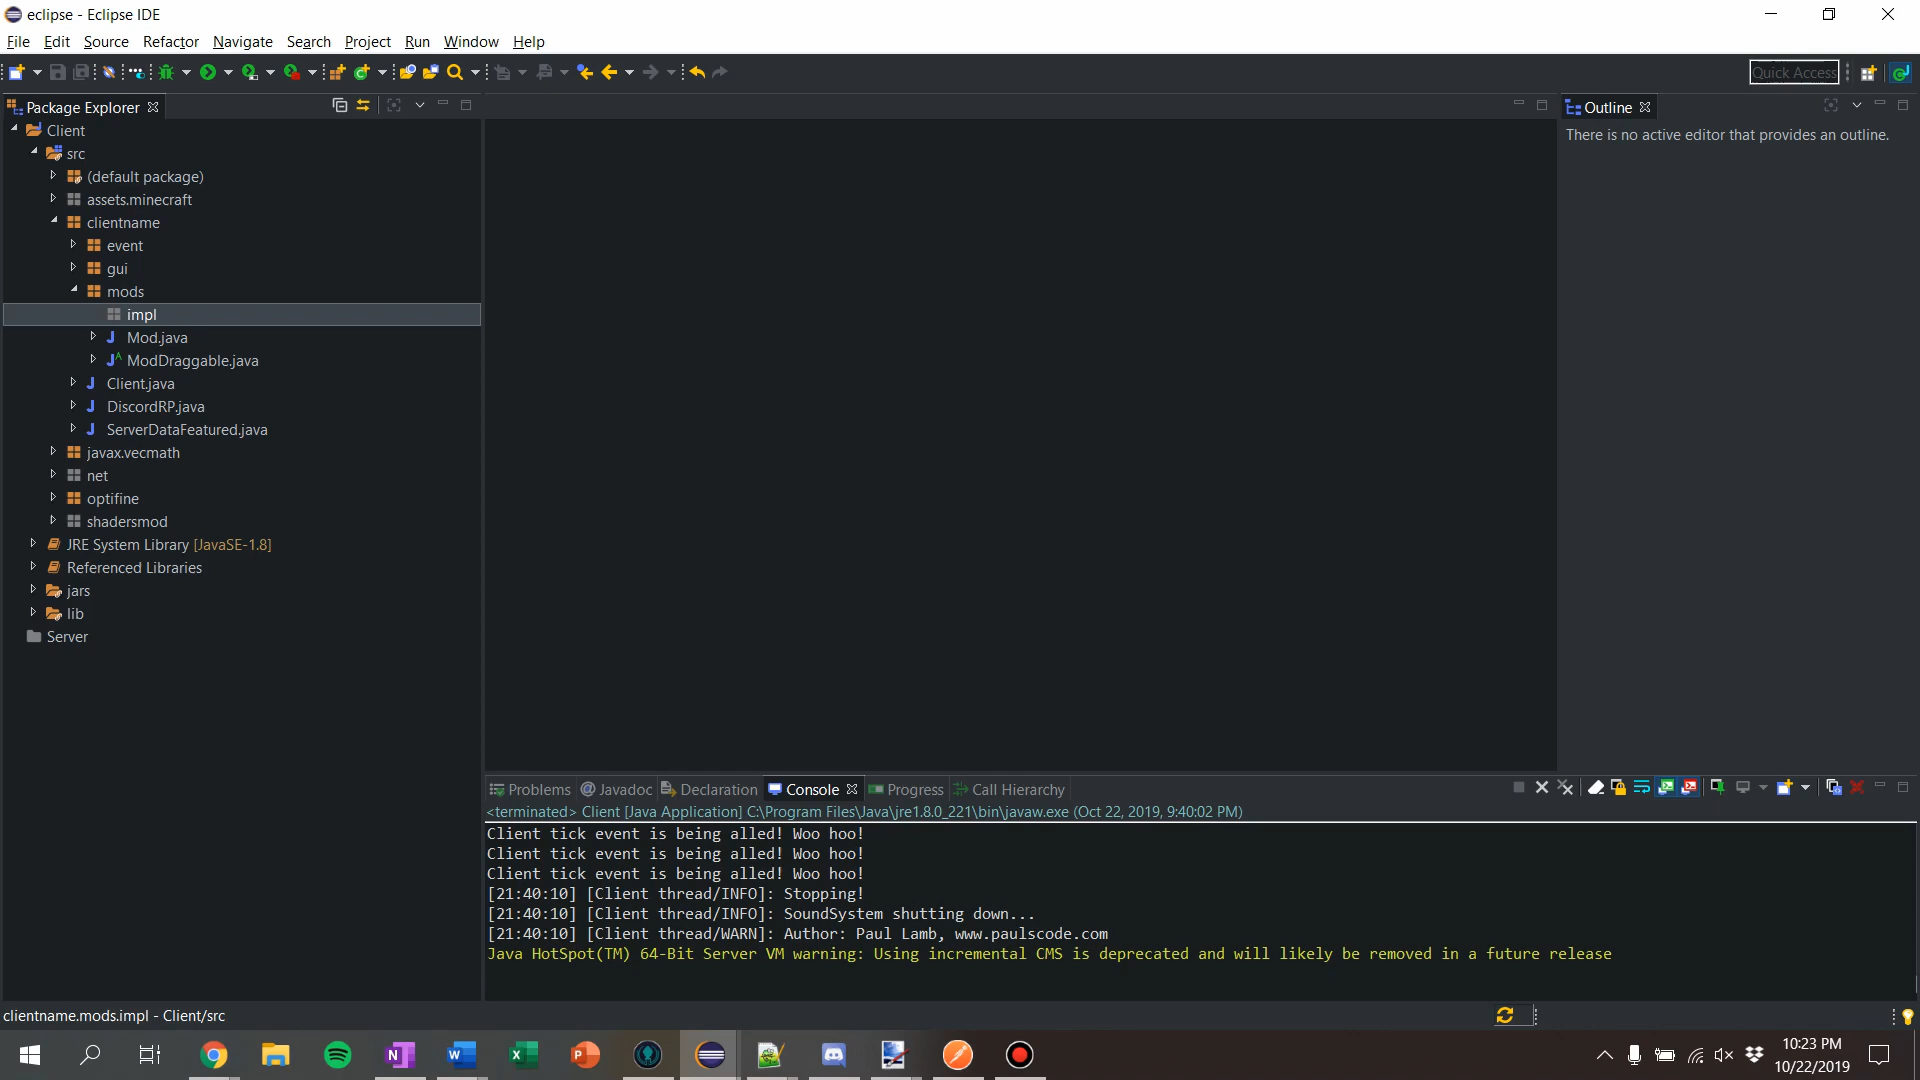 eclipse - Eclipse IDE
File Edit Source Refactor Navigate Search Project Run Window Help
Quick Access
Package Explorer
Outline
There is no active editor that provides an outline.
Client
src
(default package)
assets.minecraft
clientname
event
gui
mods
impl
Mod.java
ModDraggable.java
Client.java
DiscordRP.java
ServerDataFeatured.java
javax.vecmath
net
optifine
shadersmod
JRE System Library [JavaSE-1.8]
Referenced Libraries
jars
lib
Server
Problems @ Javadoc Declaration Console Progress Call Hierarchy
<terminated> Client [Java Application] C:\Program Files\Java\jre1.8.0_221\bin\javaw.exe (Oct 22, 2019, 9:40:02 PM)
Client tick event is being alled! Woo hoo!
Client tick event is being alled! Woo hoo!
Client tick event is being alled! Woo hoo!
[21:40:10] [Client thread/INFO]: Stopping!
[21:40:10] [Client thread/INFO]: SoundSystem shutting down...
[21:40:10] [Client thread/WARN]: Author: Paul Lamb, www.paulscode.com
Java HotSpot(TM) 64-Bit Server VM warning: Using incremental CMS is deprecated and will likely be removed in a future release
clientname.mods.impl - Client/src
10:23 PM
10/22/2019